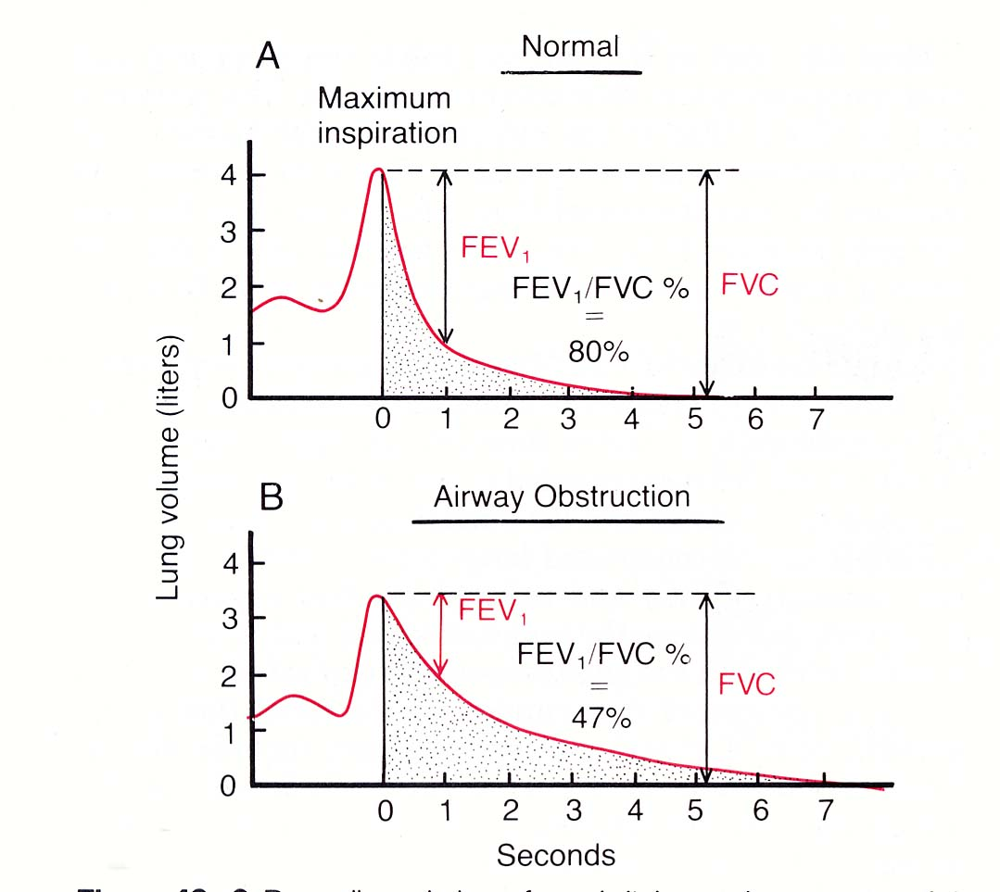 A
Normal
Maximum
inspiration
4
3
2
1
0
FEV₁
FEV₁/FVC %
=
80%
FVC
0 1 2 3 4 5 6 7
Lung volume (liters)
B
Airway Obstruction
4
3
2
1
0
FEV₁
FEV₁/FVC %
=
47%
FVC
0 1 2 3 4 5 6 7
Seconds